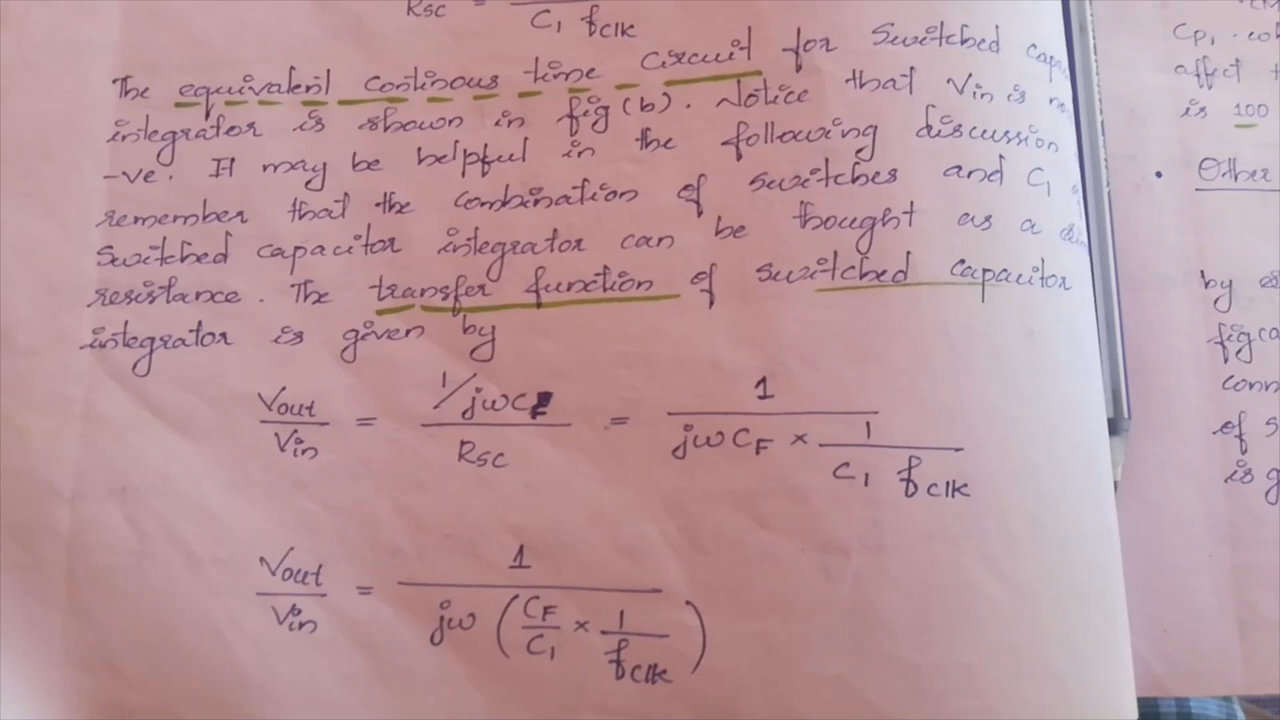 Rsc =
C1 fclk
The equivalent continous time circuit for switched
integrator is shown in fig(b). Notice that Vin is
-ve. It may be helpful in the following discussion
remember that the combination of switches and C1
switched capacitor integrator can be thought as a
resistance. The transfer function of switched capacitor
integrator is given by
Vout/Vin = (1/jωCF)/Rsc = 1/(jωCF × 1/(C1 fclk))
Vout/Vin = 1/(jω (CF/C1 × 1/fclk))
Cp1
affect
is 100
• Other
by
fig(a
conn
of s
is g